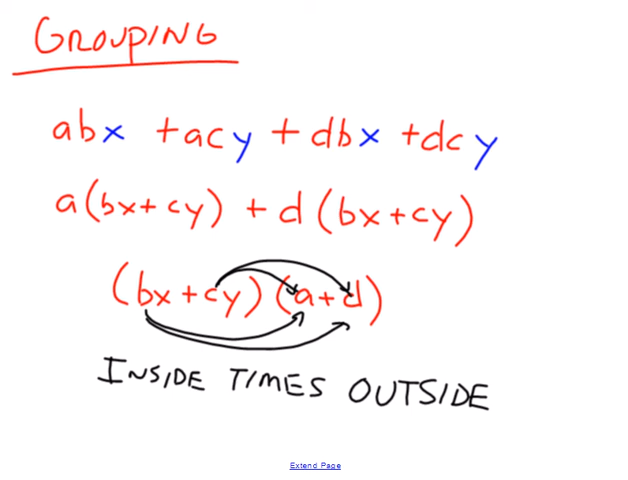 GROUPING
abx + acy + dbx + dcy
a(bx + cy) + d(bx + cy)
(bx + cy)(a + d)
INSIDE TIMES OUTSIDE
Extend Page